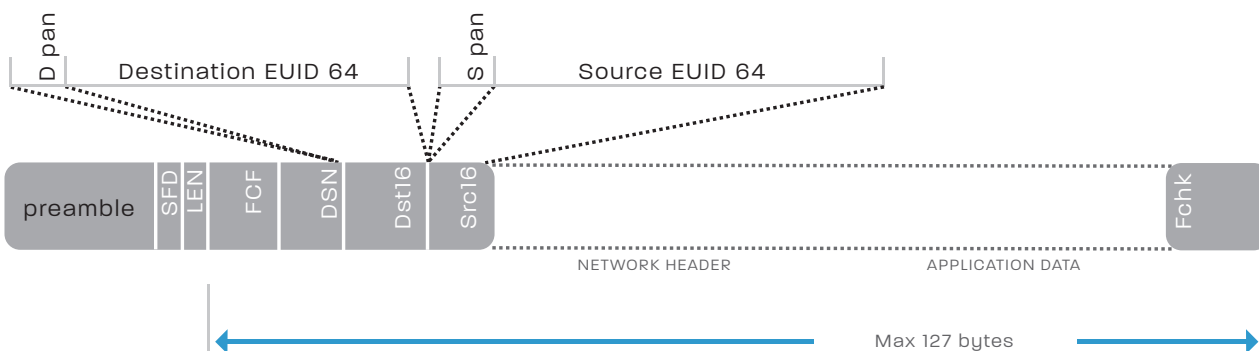 D pan
Destination EUID 64
S pan
Source EUID 64
preamble
SFD
LEN
FCF
DSN
Dst16
Src16
Fchk
NETWORK HEADER
APPLICATION DATA
Max 127 bytes